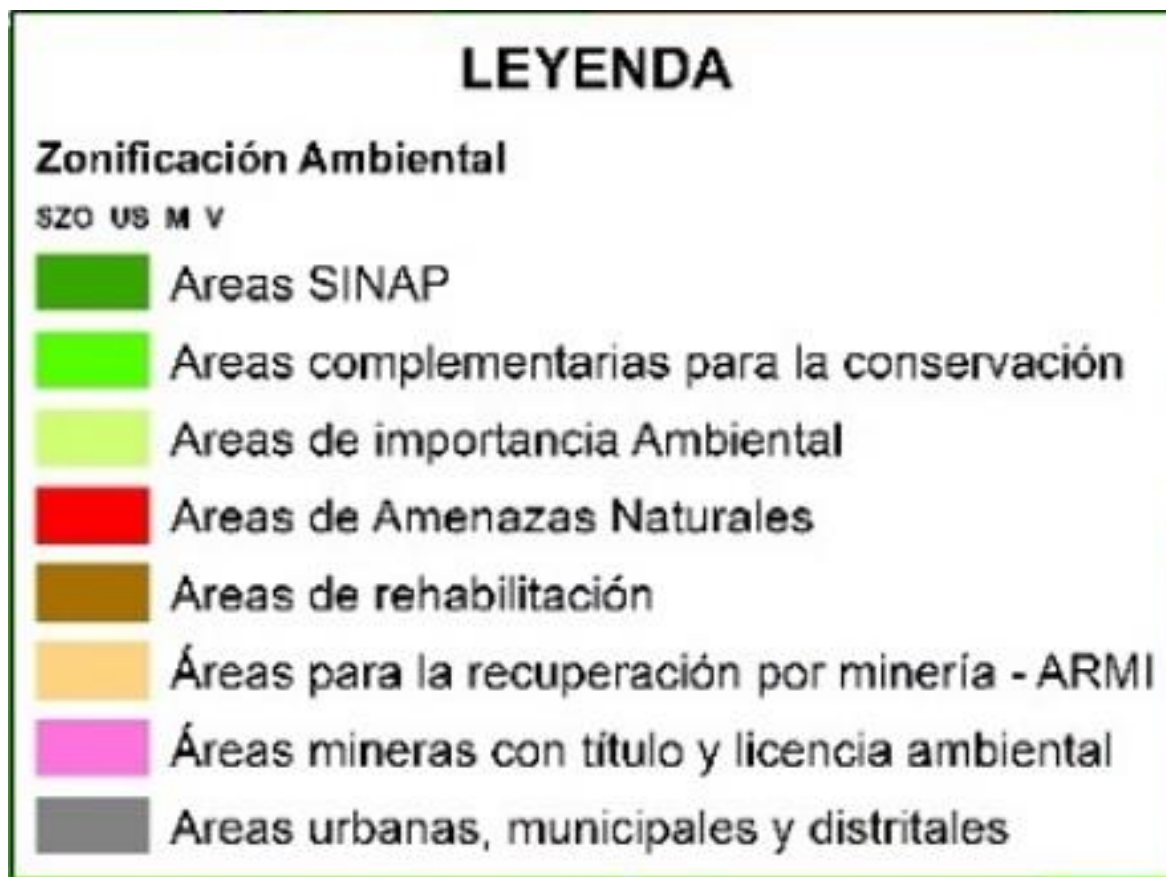 LEYENDA
Zonificación Ambiental
SZO US M V
Areas SINAP
Areas complementarias para la conservación
Areas de importancia Ambiental
Areas de Amenazas Naturales
Areas de rehabilitación
Áreas para la recuperación por minería - ARMI
Áreas mineras con título y licencia ambiental
Areas urbanas, municipales y distritales